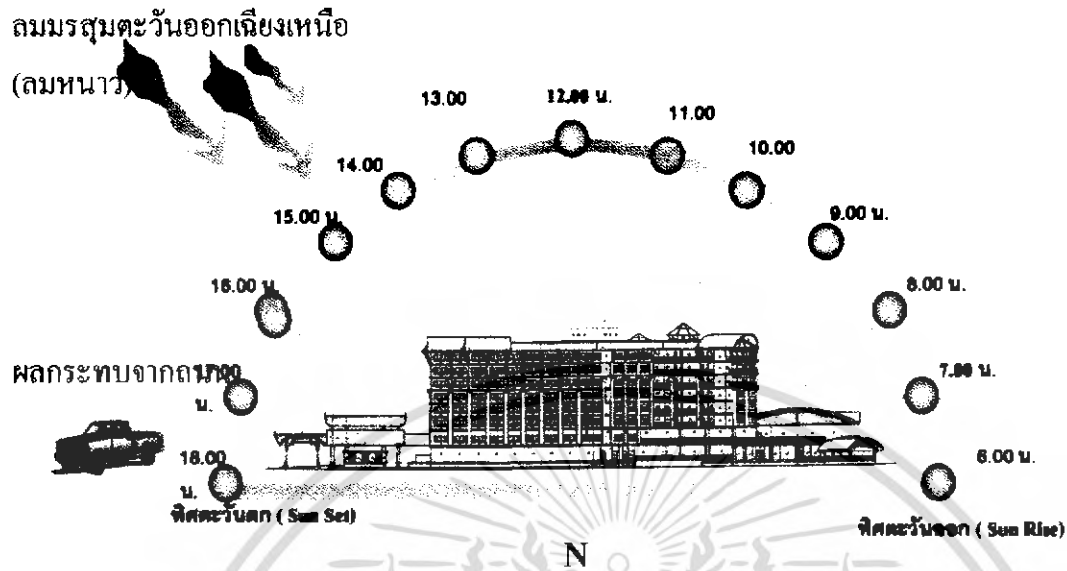 ลมมรสุมตะวันออกเฉียงเหนือ
(ลมหนาว)
13.00
12.00 น.
11.00
14.00
10.00
15.00 น.
9.00 น.
16.00 น.
8.00 น.
ผลกระทบจากถนน
17.00
น.
7.00 น.
18.00
น.
6.00 น.
ทิศตะวันตก ( Sun Set)
ทิศตะวันออก ( Sun Rise)
N